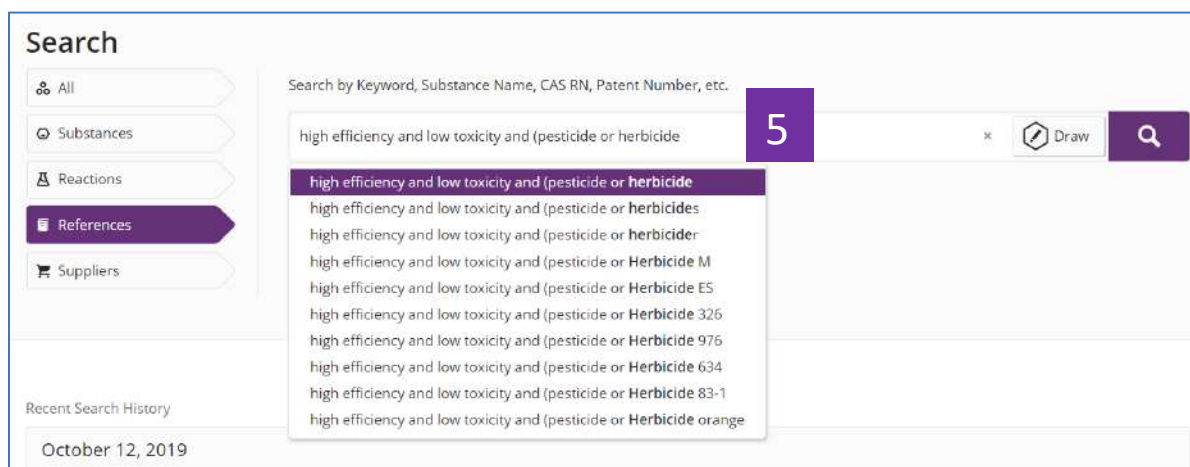 Search
All
Substances
Reactions
References
Suppliers
Search by Keyword, Substance Name, CAS RN, Patent Number, etc.
high efficiency and low toxicity and (pesticide or herbicide
5
×
Draw
high efficiency and low toxicity and (pesticide or herbicide
high efficiency and low toxicity and (pesticide or herbicides
high efficiency and low toxicity and (pesticide or herbicider
high efficiency and low toxicity and (pesticide or Herbicide M
high efficiency and low toxicity and (pesticide or Herbicide ES
high efficiency and low toxicity and (pesticide or Herbicide 326
high efficiency and low toxicity and (pesticide or Herbicide 976
high efficiency and low toxicity and (pesticide or Herbicide 634
high efficiency and low toxicity and (pesticide or Herbicide 83-1
high efficiency and low toxicity and (pesticide or Herbicide orange
Recent Search History
October 12, 2019